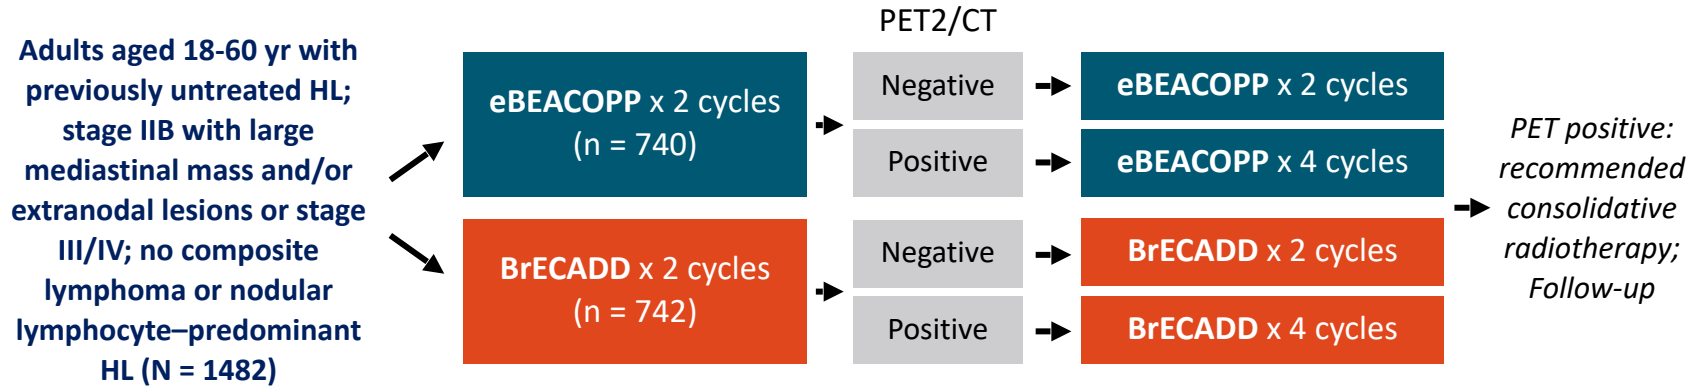 Adults aged 18-60 yr with
previously untreated HL;
stage IIB with large
mediastinal mass and/or
extranodal lesions or stage
III/IV; no composite
lymphoma or nodular
lymphocyte–predominant
HL (N = 1482)
eBEACOPP x 2 cycles
(n = 740)
BrECADD x 2 cycles
(n = 742)
PET2/CT
Negative
Positive
Negative
Positive
eBEACOPP x 2 cycles
eBEACOPP x 4 cycles
BrECADD x 2 cycles
BrECADD x 4 cycles
PET positive:
recommended
consolidative
radiotherapy;
Follow-up